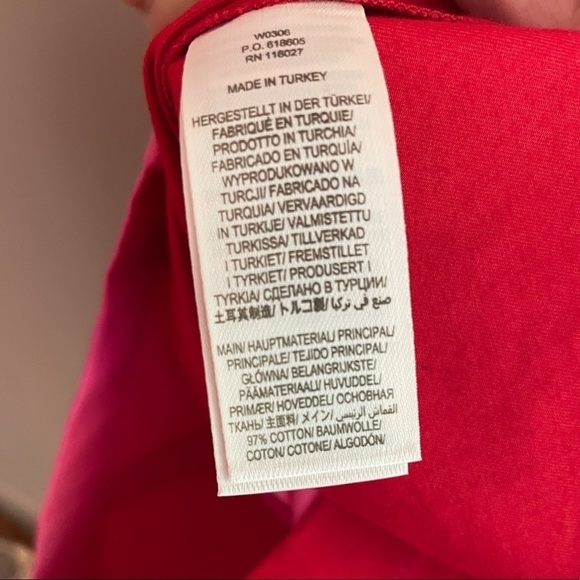 W0306
P.O. 618605
RN 116027
MADE IN TURKEY
HERGESTELLT IN DER TÜRKEI/
FABRIQUÉ EN TURQUIE/
PRODOTTO IN TURCHIA/
FABRICADO EN TURQUÍA/
WYPRODUKOWANO W
TURCJI/ FABRICADO NA
TURQUIA/ VERVAARDIGD
IN TURKIJE/ VALMISTETTU
TURKISSA/ TILLVERKAD
I TURKIET/ FREMSTILLET
I TYRKIET/ PRODUSERT I
TYRKIA/ СДЕЛАНО В ТУРЦИИ/
土耳其制造/ トルコ製/ صنع في تركيا
MAIN/ HAUPTMATERIAL/ PRINCIPAL/
PRINCIPALE/ TEJIDO PRINCIPAL/
GŁÓWNA/ BELANGRIJKSTE/
PÄÄMATERIAALI/ HUVUDDEL/
PRIMÆR/ HOVEDDEL/ ОСНОВНАЯ
ТКАНЬ/ 主面料/ メイン/ القماش الرئيسي
97% COTTON/ BAUMWOLLE/
COTON/ COTONE/ ALGODÓN/